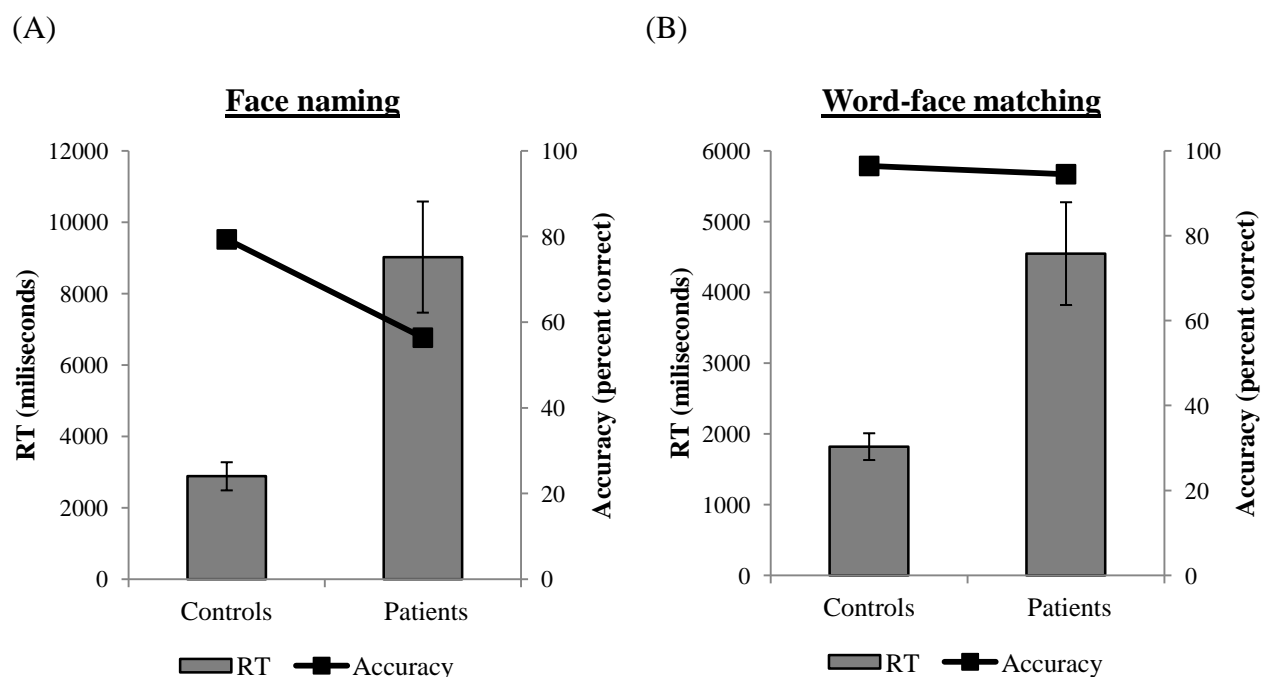 (A)
Face naming
RT (miliseconds)
12000
10000
8000
6000
4000
2000
0
100
80
60
40
20
0
Accuracy (percent correct)
Controls
Patients
RT
Accuracy
(B)
Word-face matching
RT (miliseconds)
6000
5000
4000
3000
2000
1000
0
100
80
60
40
20
0
Accuracy (percent correct)
Controls
Patients
RT
Accuracy